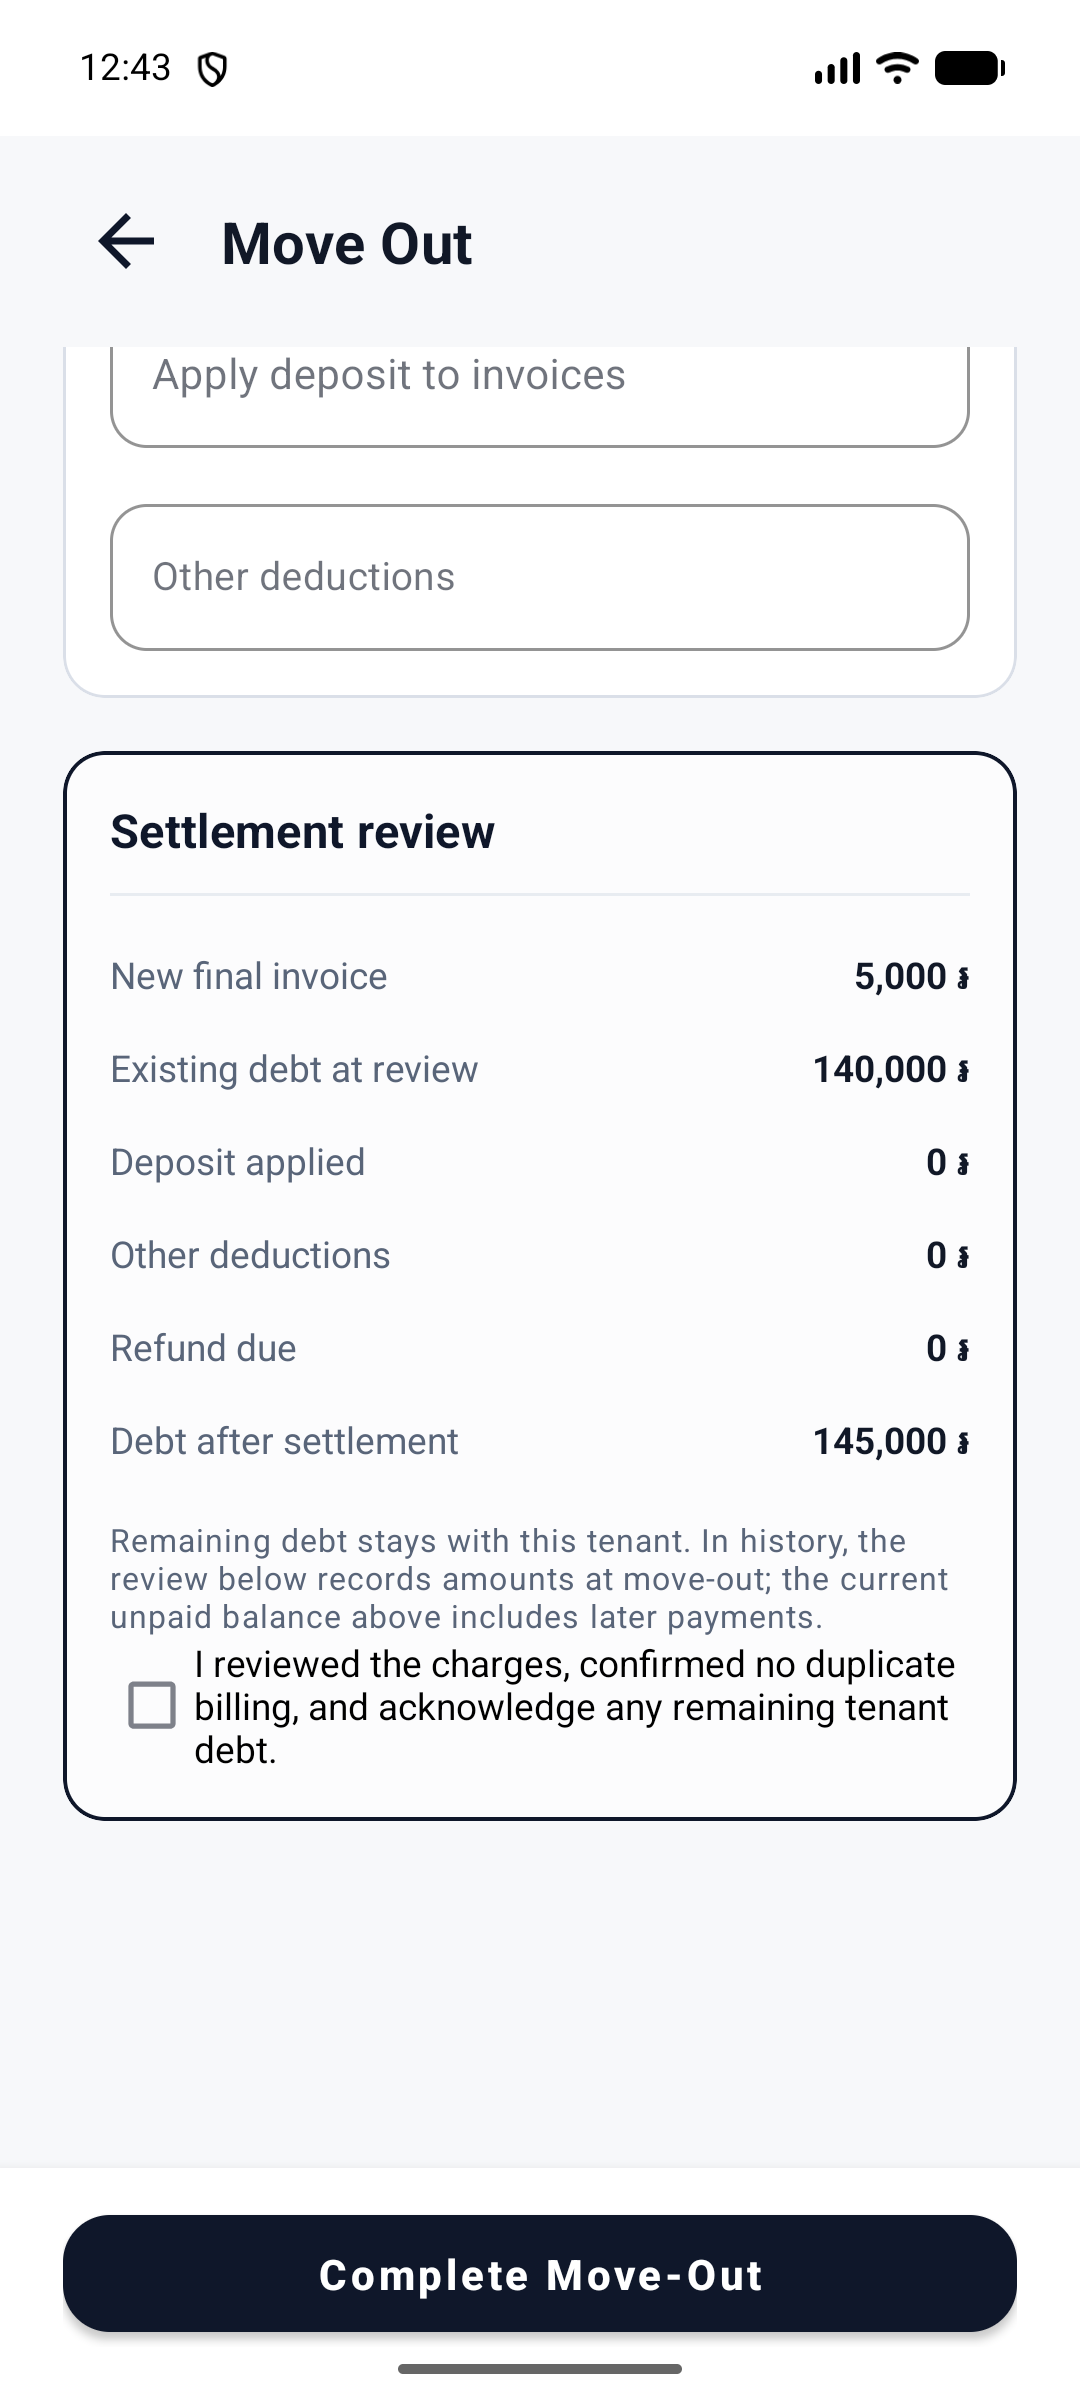 12:43
Move Out
Apply deposit to invoices
Other deductions
Settlement review
New final invoice 5,000 ៛
Existing debt at review 140,000 ៛
Deposit applied 0 ៛
Other deductions 0 ៛
Refund due 0 ៛
Debt after settlement 145,000 ៛
Remaining debt stays with this tenant. In history, the
review below records amounts at move-out; the current
unpaid balance above includes later payments.
I reviewed the charges, confirmed no duplicate
billing, and acknowledge any remaining tenant
debt.
Complete Move-Out